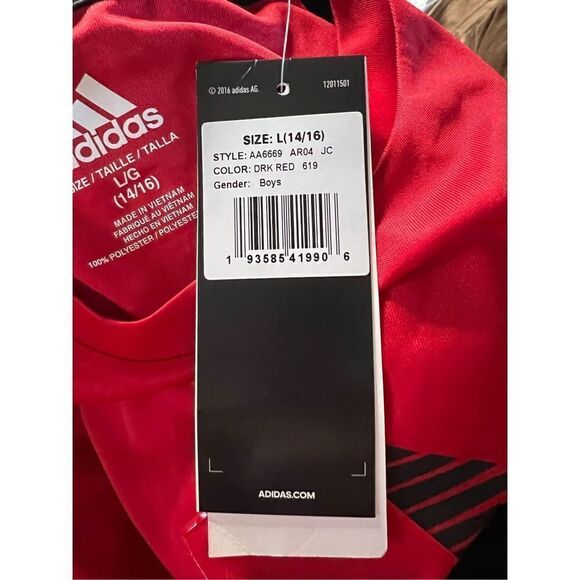 adidas
SIZE / TAILLE / TALLA
L/G
(14/16)
MADE IN VIETNAM
FABRIQUÉ AU VIETNAM
HECHO EN VIETNAM
100% POLYESTER / POLYESTER
© 2016 adidas AG. 12011501
SIZE: L(14/16)
STYLE: AA6669 AR04 JC
COLOR: DRK RED 619
Gender: Boys
1 93585 41990 6
ADIDAS.COM